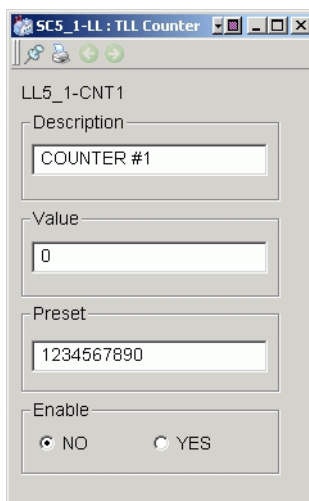 SC5_1-LL : TLL Counter
LL5_1-CNT1
Description
COUNTER #1
Value
0
Preset
1234567890
Enable
NO YES